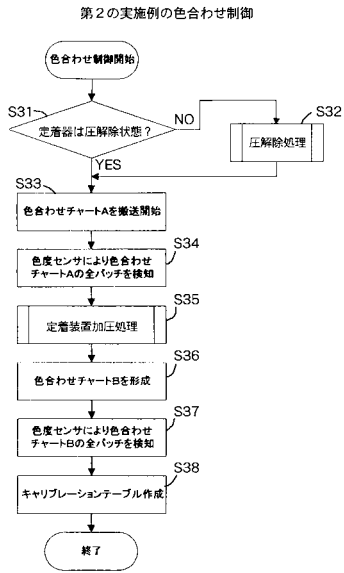 第2の実施例の色合わせ制御
色合わせ制御開始
S31
定着器は圧解除状態？
NO
S32
圧解除処理
YES
S33
色合わせチャートAを搬送開始
S34
色度センサにより色合わせ
チャートAの全パッチを検知
S35
定着装置加圧処理
S36
色合わせチャートBを形成
S37
色度センサにより色合わせ
チャートBの全パッチを検知
S38
キャリブレーションテーブル作成
終了